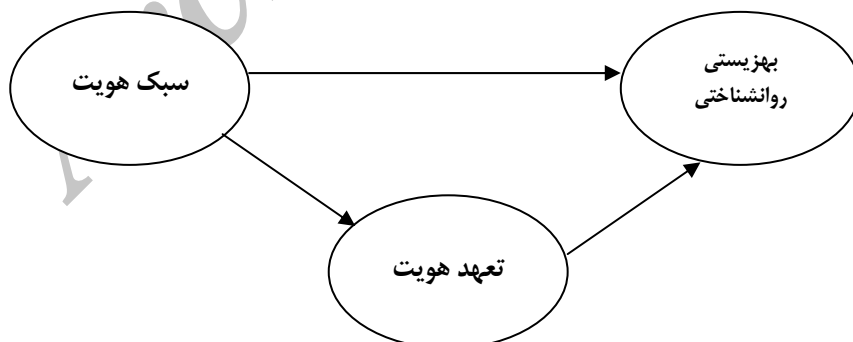 سبک هویت
بهزیستی
روانشناختی
تعهد هویت